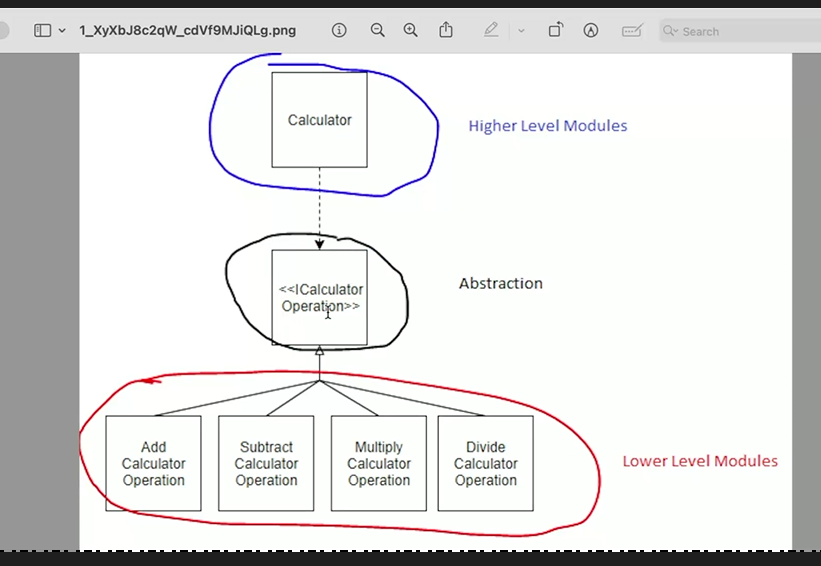 1_XyXbJ8c2qW_cdVf9MJiQLg.png
Search
Calculator
Higher Level Modules
<<ICalculator
Operation>>
Abstraction
Add
Calculator
Operation
Subtract
Calculator
Operation
Multiply
Calculator
Operation
Divide
Calculator
Operation
Lower Level Modules